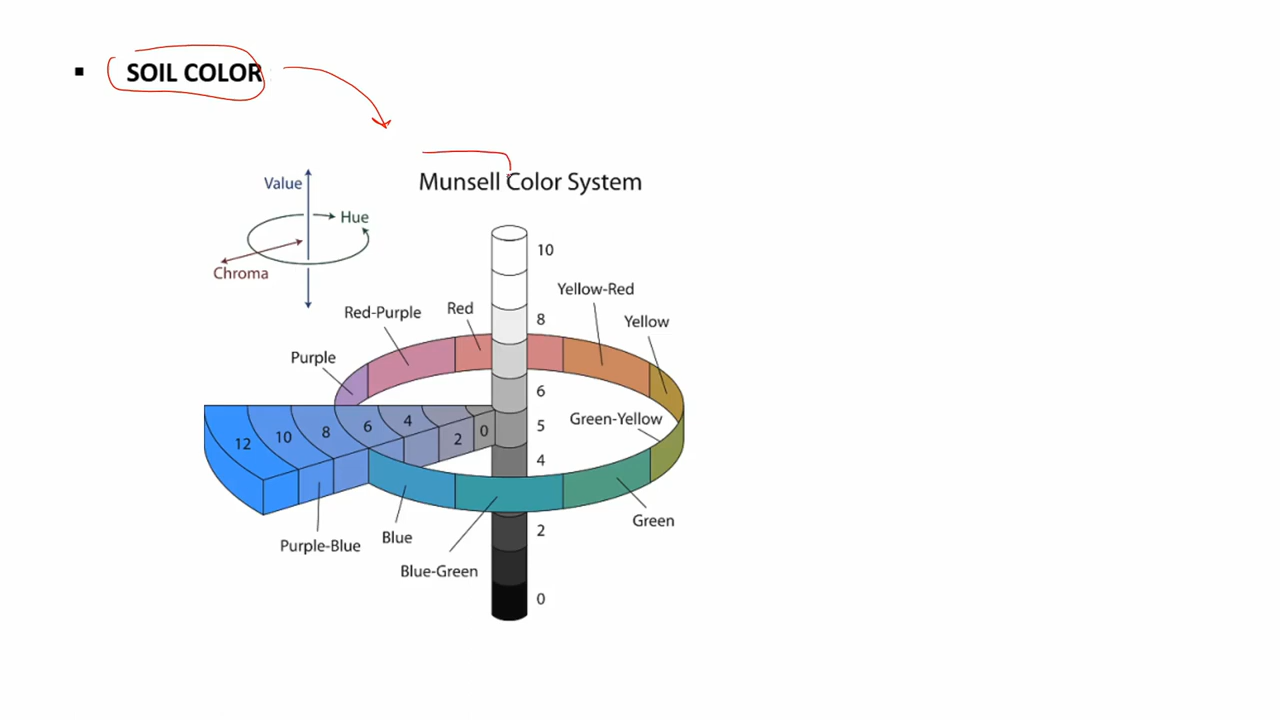 ▪ SOIL COLOR
Munsell Color System
Value
Hue
Chroma
10
Yellow-Red
Red
Red-Purple
8
Yellow
Purple
6
Green-Yellow
12 10 8 6 4 2 0
5
4
Green
2
Blue
Purple-Blue
Blue-Green
0